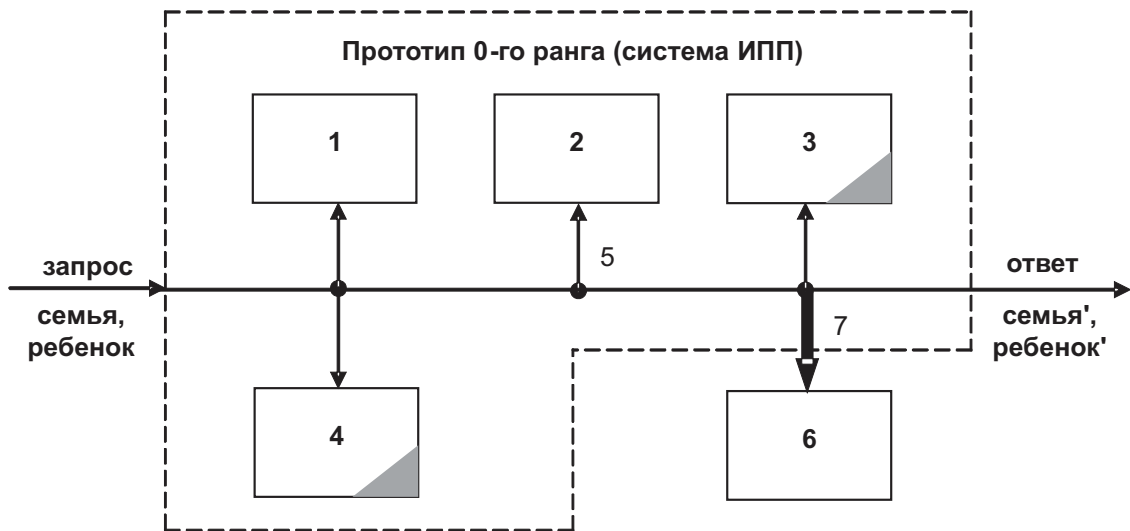 Прототип 0-го ранга (система ИПП)
1
2
3
5
запрос
ответ
семья,
ребенок
семья',
ребенок'
7
4
6